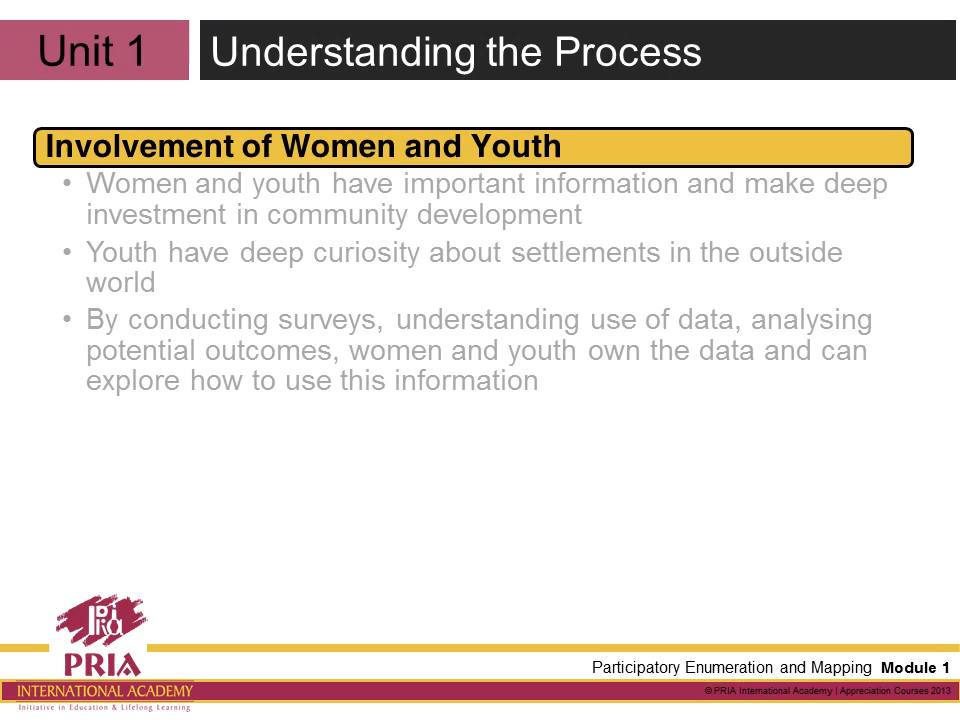 Unit 1
Understanding the Process
Involvement of Women and Youth
• Women and youth have important information and make deep
investment in community development
• Youth have deep curiosity about settlements in the outside
world
• By conducting surveys, understanding use of data, analysing
potential outcomes, women and youth own the data and can
explore how to use this information
PRIA
PRIA
INTERNATIONAL ACADEMY
Initiative in Education & Lifelong Learning
Participatory Enumeration and Mapping Module 1
© PRIA International Academy | Appreciation Courses 2013